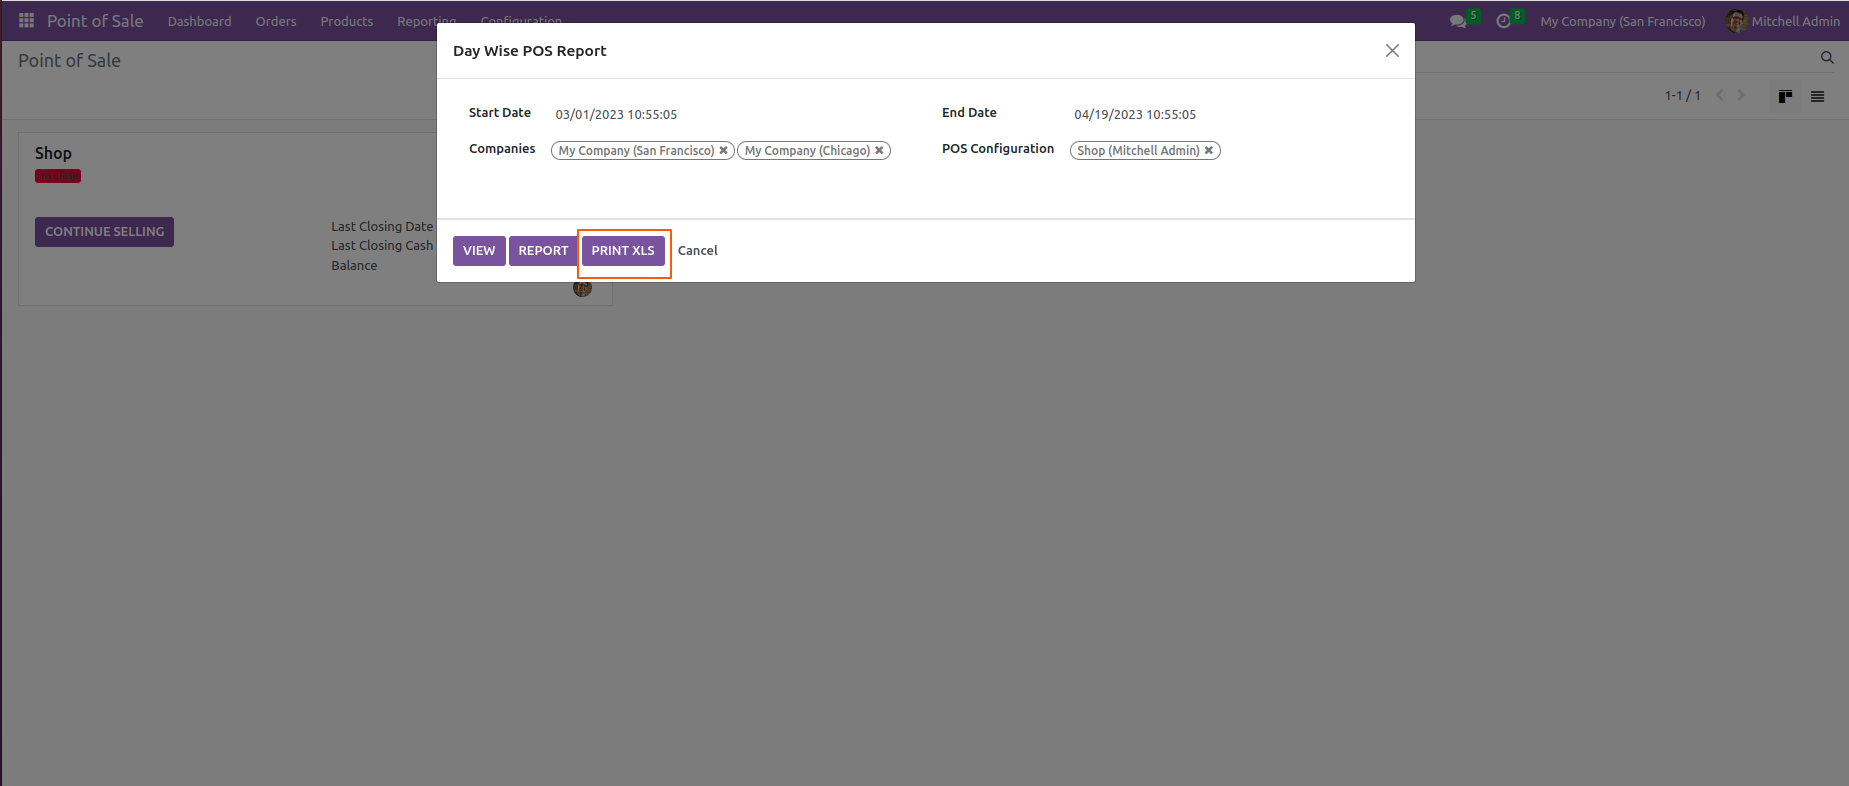 Point of Sale Dashboard Orders Products Reporting Configuration 5 8 My Company (San Francisco) Mitchell Admin
Day Wise POS Report
Point of Sale
1-1 / 1
Start Date 03/01/2023 10:55:05 End Date 04/19/2023 10:55:05
Companies My Company (San Francisco) ✖ My Company (Chicago) ✖ POS Configuration Shop (Mitchell Admin) ✖
Shop
CONTINUE SELLING
Last Closing Date
Last Closing Cash
Balance
VIEW REPORT PRINT XLS Cancel